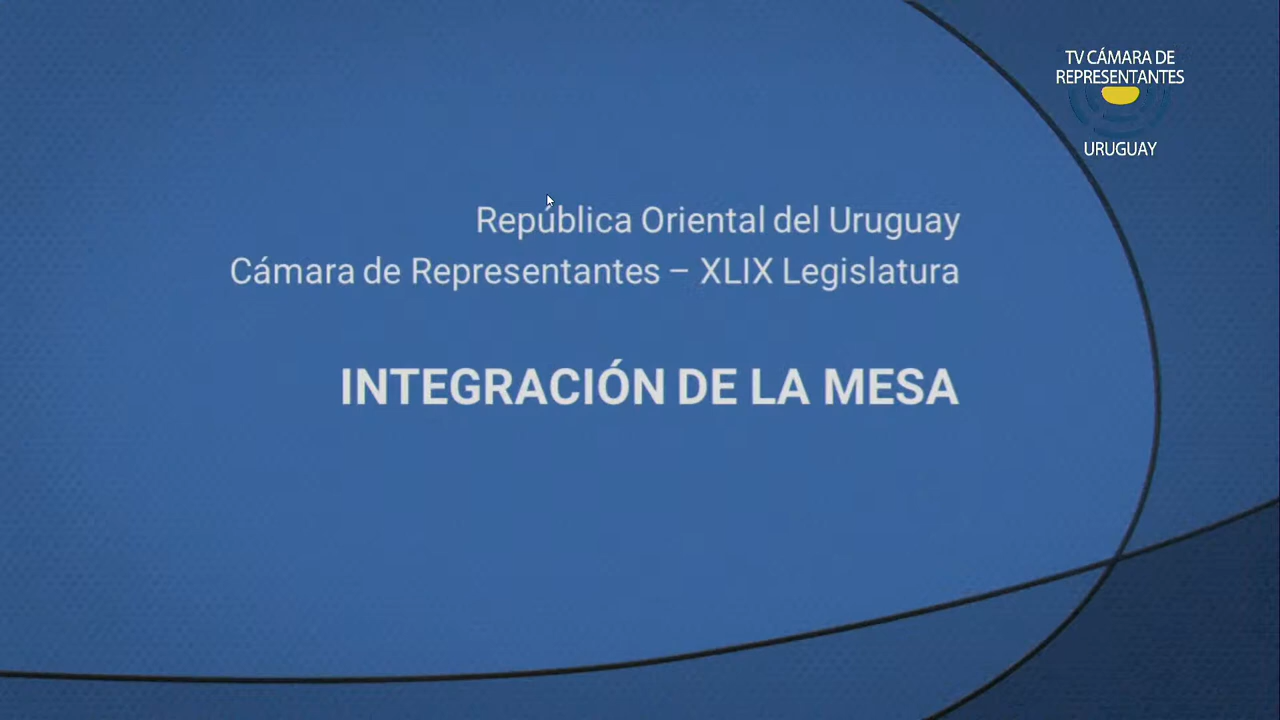 TV CÁMARA DE
REPRESENTANTES
URUGUAY
República Oriental del Uruguay
Cámara de Representantes – XLIX Legislatura
INTEGRACIÓN DE LA MESA